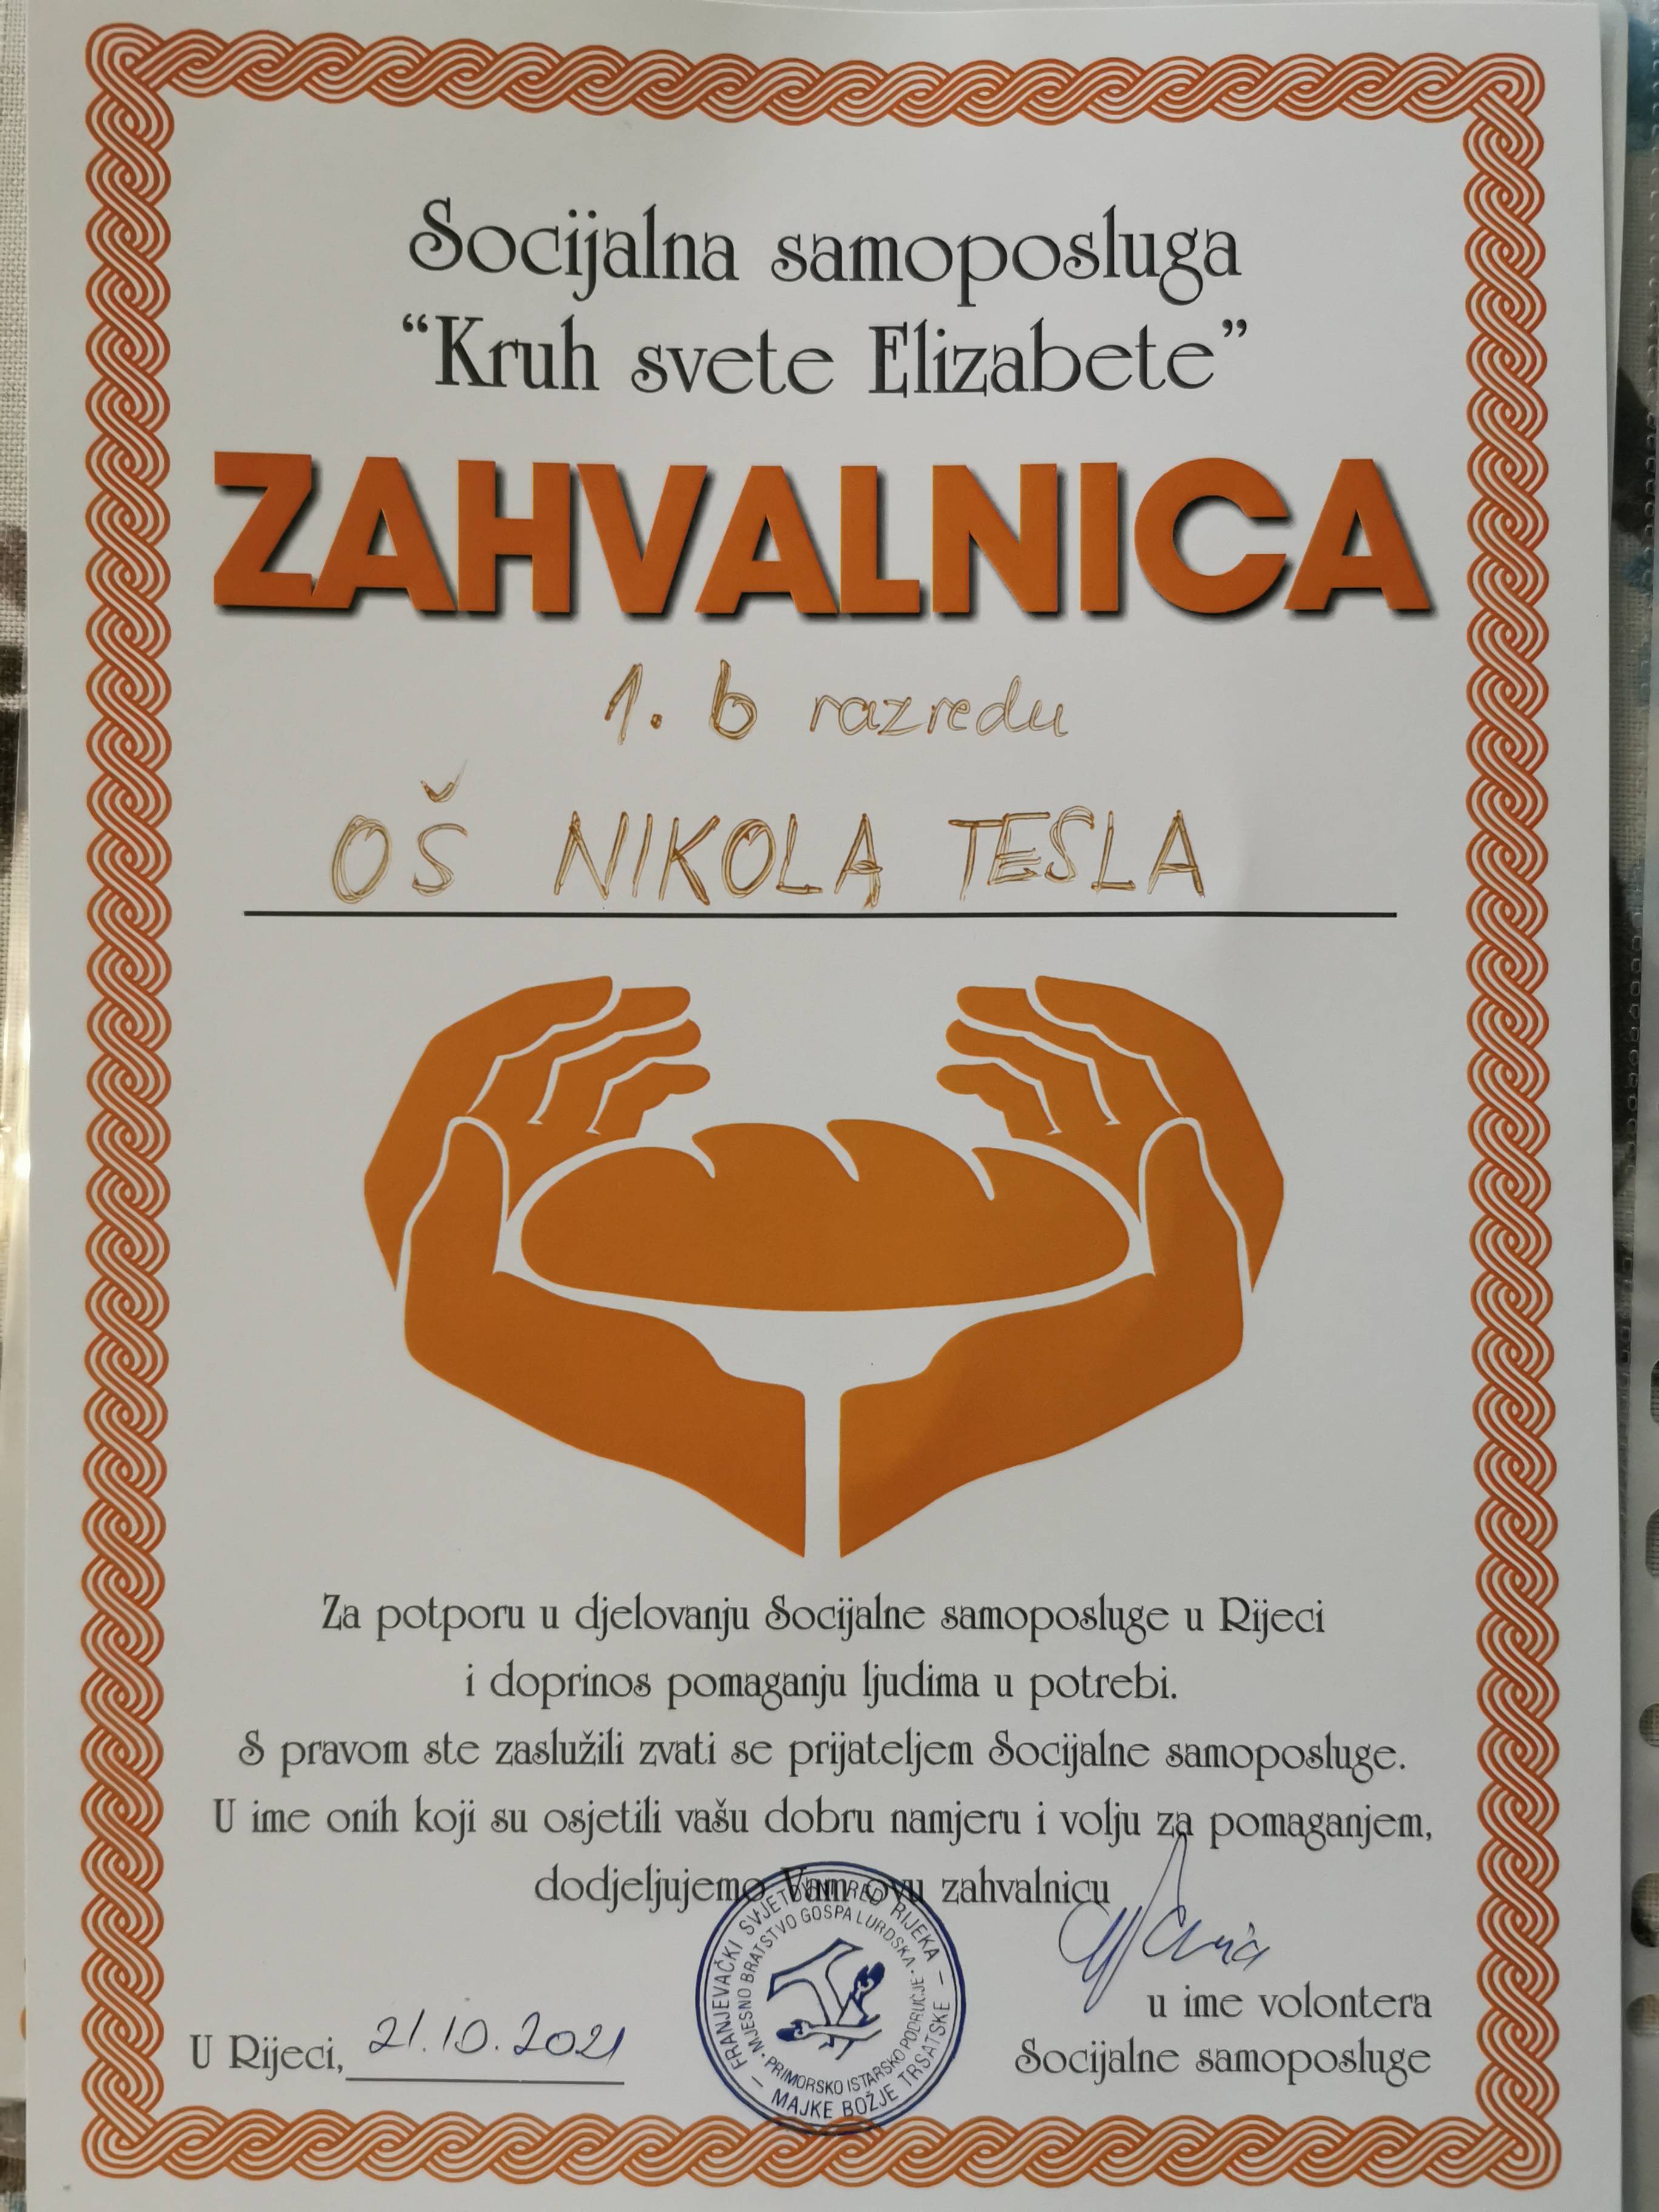 Socijalna samoposluga
“Kruh svete Elizabete”
ZAHVALNICA
1. b razredu
OŠ NIKOLA TESLA
Za potporu u djelovanju Socijalne samoposluge u Rijeci
i doprinos pomaganju ljudima u potrebi.
S pravom ste zaslužili zvati se prijateljem Socijalne samoposluge.
U ime onih koji su osjetili vašu dobru namjeru i volju za pomaganjem,
dodjeljujemo Vam ovu zahvalnicu
FRANJEVAČKI SVJETOVNI RED RIJEKA –
MJESNO BRATSTVO GOSPA LURDSKA •
PRIMORSKO ISTARSKO PODRUČJE •
– MAJKE BOŽJE TRSATSKE
u ime volontera
U Rijeci, 21.10.2021
Socijalne samoposluge